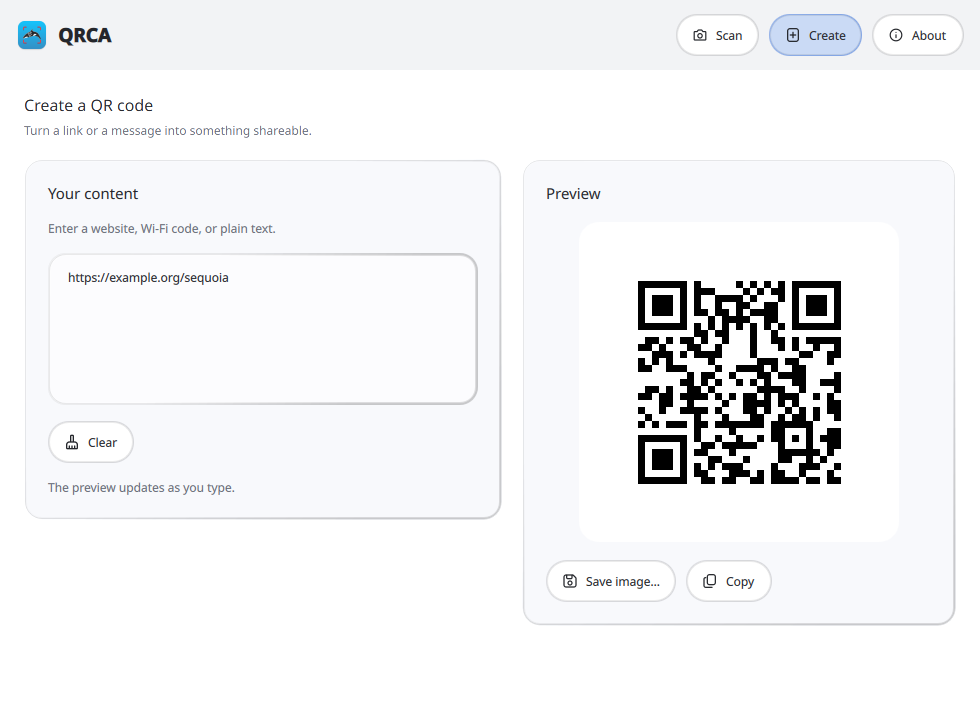 QRCA
Scan
Create
About
Create a QR code
Turn a link or a message into something shareable.
Your content
Enter a website, Wi-Fi code, or plain text.
https://example.org/sequoia
Clear
The preview updates as you type.
Preview
Save image...
Copy